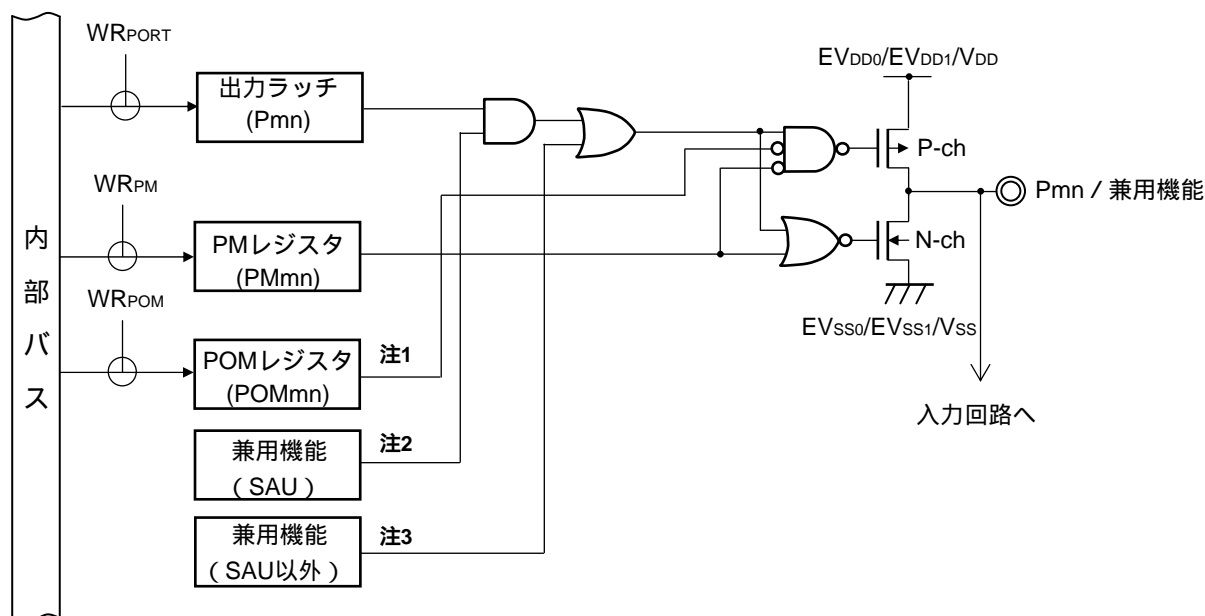 WRPORT
出力ラッチ
(Pmn)
EVDD0/EVDD1/VDD
P-ch
Pmn / 兼用機能
WRPM
内部バス
PMレジスタ
(PMmn)
N-ch
WRPOM
EVSS0/EVSS1/VSS
POMレジスタ
(POMmn)
注1
入力回路へ
兼用機能
(SAU)
注2
兼用機能
(SAU以外)
注3